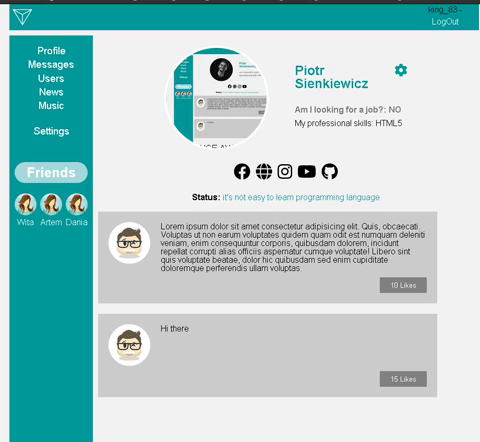 king_83 -
LogOut
Profile
Messages
Users
News
Music
Settings
Friends
Wita Artem Dania
Piotr
Sienkiewicz
Am I looking for a job?: NO
My professional skills: HTML5
Status: it's not easy to learn programming language
Lorem ipsum dolor sit amet consectetur adipisicing elit. Quis, obcaecati.
Voluptas ut non earum voluptates quidem quam odit est numquam deleniti
veniam, enim consequuntur corporis, quibusdam dolorem, incidunt
repellat corrupti alias officiis aspernatur cumque voluptate! Libero sint
quis voluptate beatae, dolor hic quibusdam sed enim cupiditate
doloremque perferendis ullam voluptas.
10 Likes
Hi there
15 Likes